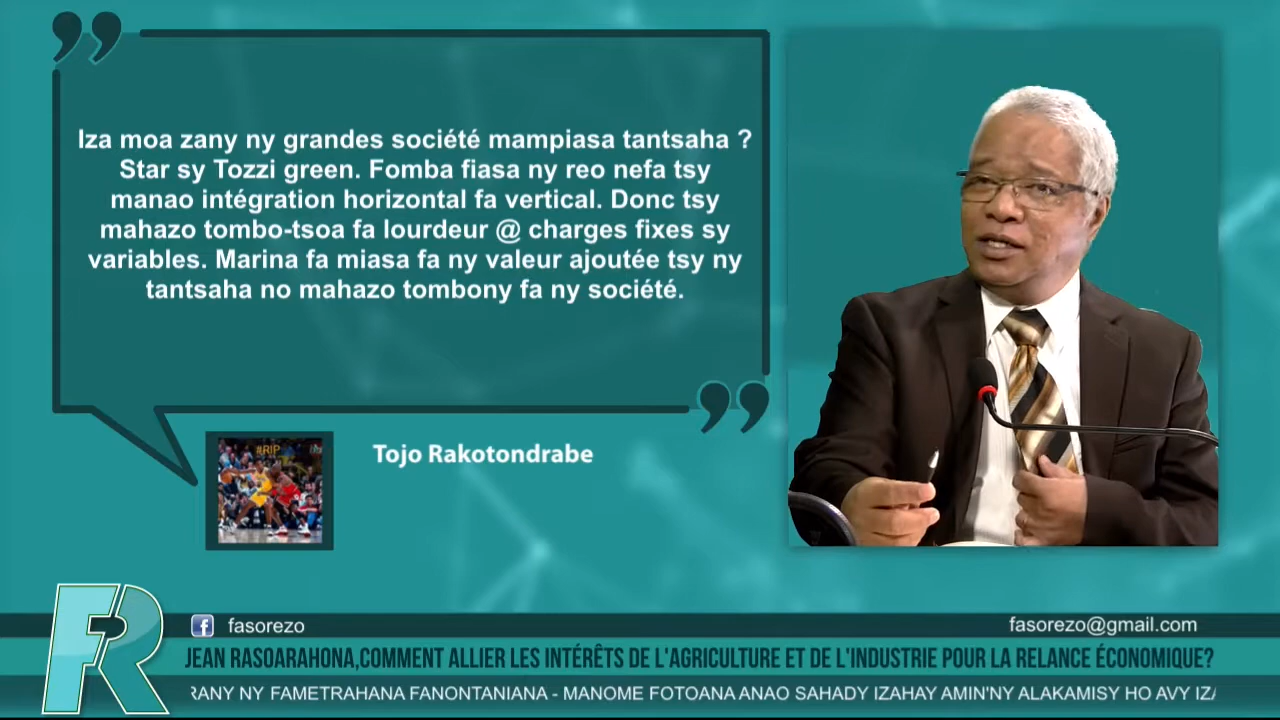 Iza moa zany ny grandes société mampiasa tantsaha ?
Star sy Tozzi green. Fomba fiasa ny reo nefa tsy
manao intégration horizontal fa vertical. Donc tsy
mahazo tombo-tsoa fa lourdeur @ charges fixes sy
variables. Marina fa miasa fa ny valeur ajoutée tsy ny
tantsaha no mahazo tombony fa ny société.
#RIP
Tojo Rakotondrabe
FR
fasorezo
fasorezo@gmail.com
JEAN RASOARAHONA,COMMENT ALLIER LES INTÉRÊTS DE L'AGRICULTURE ET DE L'INDUSTRIE POUR LA RELANCE ÉCONOMIQUE?
RANY NY FAMETRAHANA FANONTANIANA - MANOME FOTOANA ANAO SAHADY IZAHAY AMIN'NY ALAKAMISY HO AVY IZA